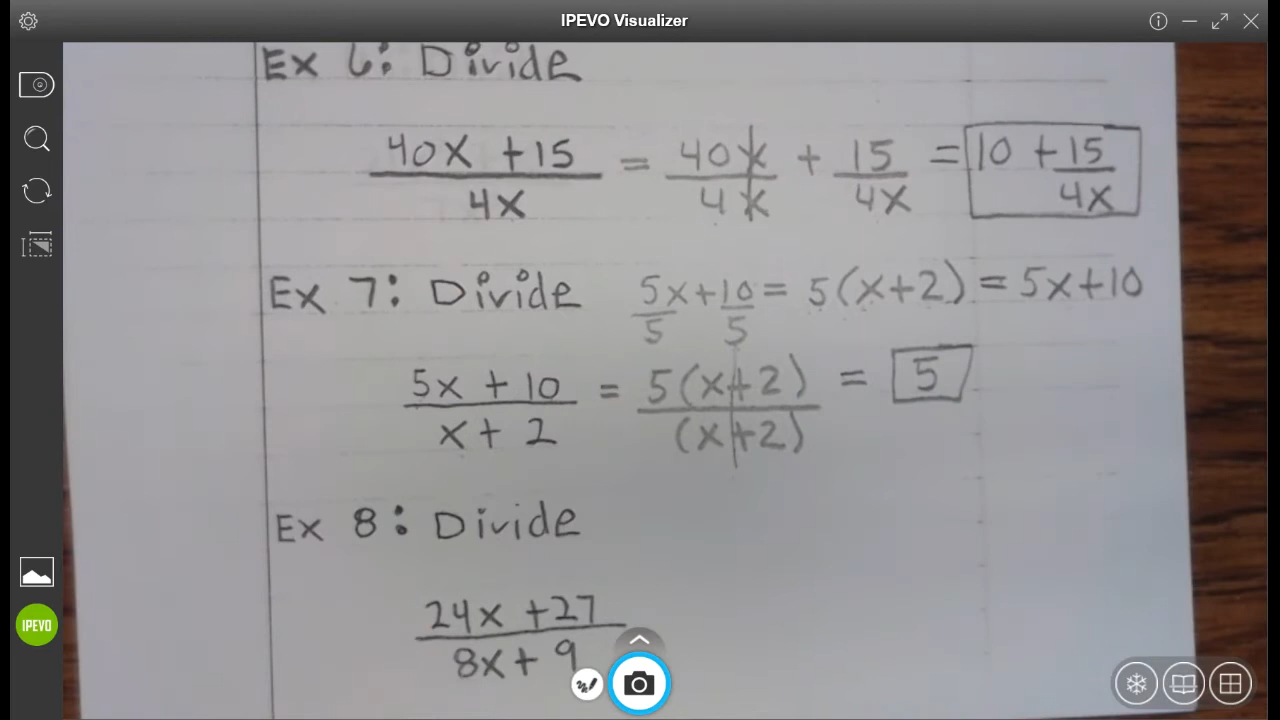 IPEVO Visualizer
Ex 6: Divide
(40x + 15)/(4x) = 40x/4x + 15/4x = 10 + 15/4x
Ex 7: Divide 5x/5 + 10/5 = 5(x+2) = 5x+10
(5x + 10)/(x + 2) = 5(x+2)/(x+2) = 5
Ex 8: Divide
(24x + 27)/(8x + 9)
IPEVO